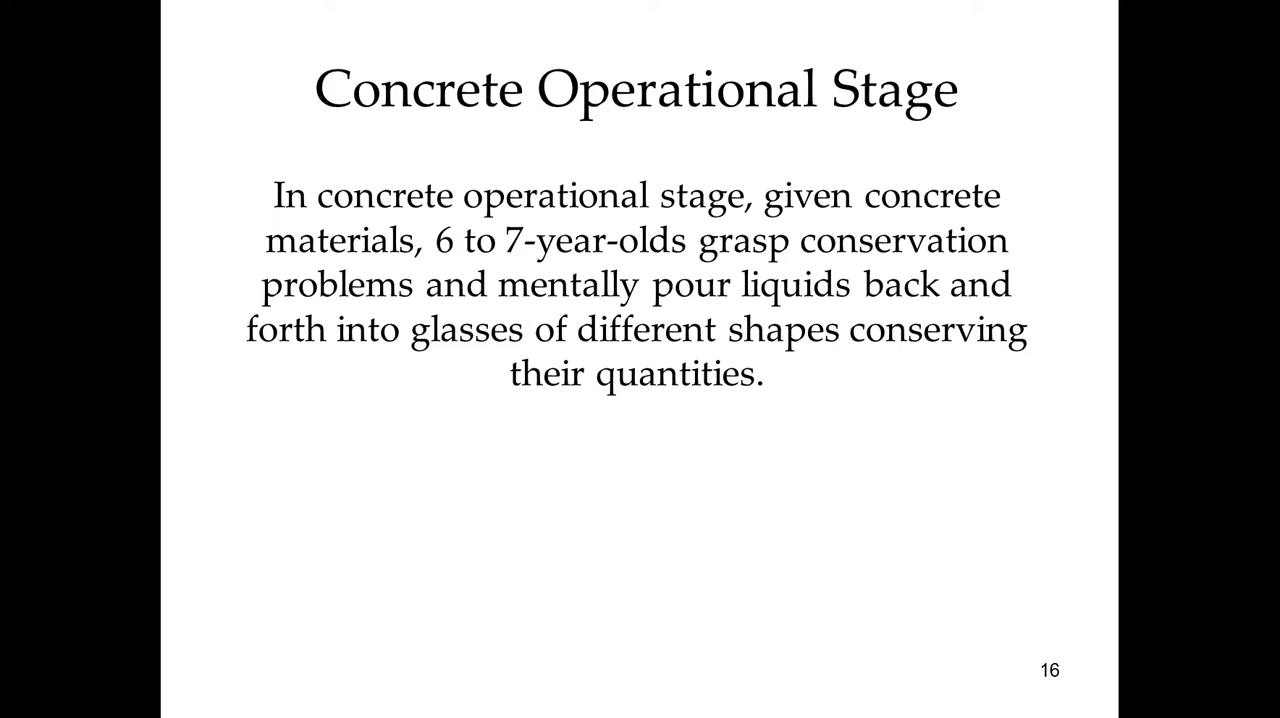 Concrete Operational Stage
In concrete operational stage, given concrete
materials, 6 to 7-year-olds grasp conservation
problems and mentally pour liquids back and
forth into glasses of different shapes conserving
their quantities.
16